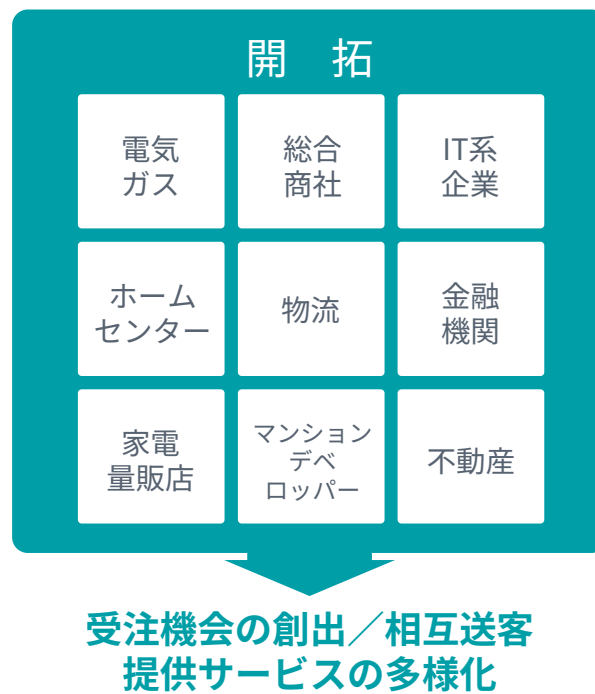 開　拓
電気
ガス
総合
商社
IT系
企業
ホーム
センター
物流
金融
機関
家電
量販店
マンション
デベ
ロッパー
不動産
受注機会の創出／相互送客
提供サービスの多様化